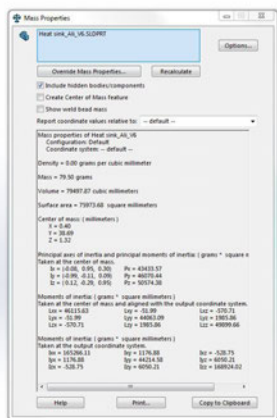 Mass Properties
Heat sink_Ali_V6.SLDPRT
Options...
Override Mass Properties...
Recalculate
Include hidden bodies/components
Create Center of Mass feature
Show weld bead mass
Report coordinate values relative to: -- default --
Mass properties of Heat sink_Ali_V6
Configuration: Default
Coordinate system: -- default --
Density = 0.00 grams per cubic millimeter
Mass = 79.50 grams
Volume = 79497.87 cubic millimeters
Surface area = 75973.68 square millimeters
Center of mass: ( millimeters )
X = 0.40
Y = 38.69
Z = 1.32
Principal axes of inertia and principal moments of inertia: ( grams * square
Taken at the center of mass.
Ix = (-0.08, 0.95, 0.30) Px = 43433.57
Iy = (-0.99, -0.11, 0.09) Py = 46070.44
Iz = ( 0.12, -0.29, 0.95) Pz = 50574.38
Moments of inertia: ( grams * square millimeters )
Taken at the center of mass and aligned with the output coordinate system.
Lxx = 46115.63 Lxy = -51.99 Lxz = -570.71
Lyx = -51.99 Lyy = 44063.09 Lyz = 1985.86
Lzx = -570.71 Lzy = 1985.86 Lzz = 49899.66
Moments of inertia: ( grams * square millimeters )
Taken at the output coordinate system.
Ixx = 165266.11 Ixy = 1176.88 Ixz = -528.75
Iyx = 1176.88 Iyy = 44214.58 Iyz = 6050.21
Izx = -528.75 Izy = 6050.21 Izz = 168924.02
Help
Print...
Copy to Clipboard